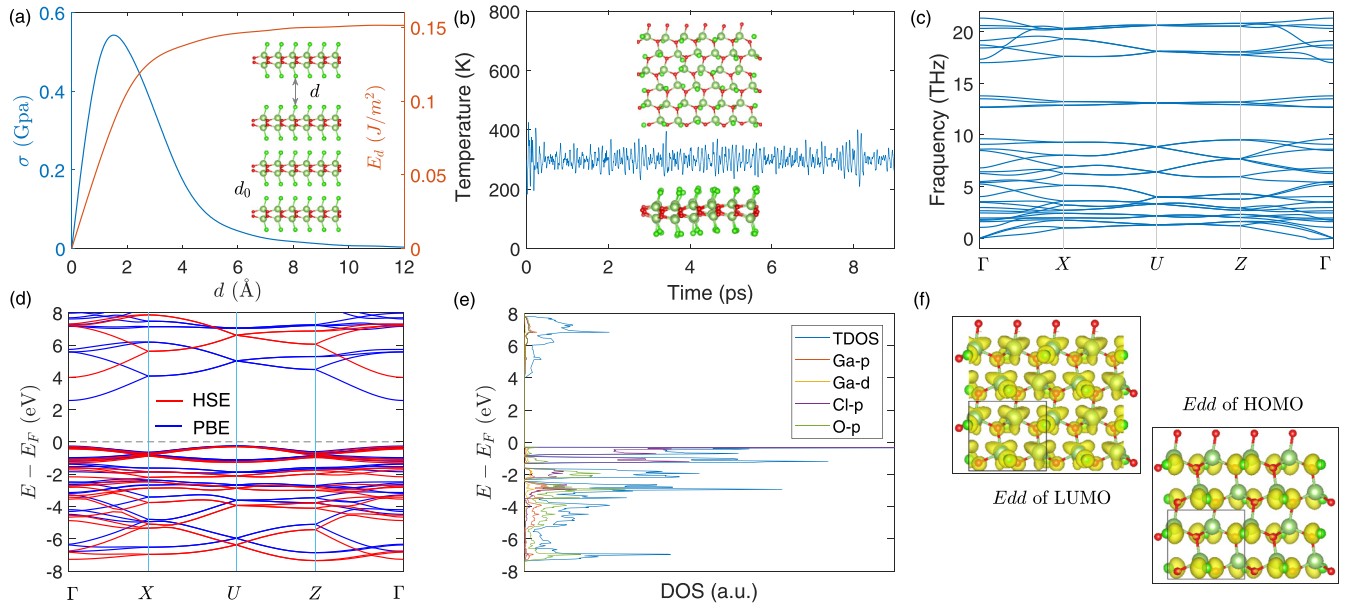 (a)
0.6
0.4
0.2
0
σ (Gpa)
0.15
0.1
0.05
0
E_d (J/m²)
d
d₀
0 2 4 6 8 10 12
d (Å)
(b)
800
600
400
200
0
Temperature (K)
0 2 4 6 8
Time (ps)
(c)
20
15
10
5
0
Fraquency (THz)
Γ X U Z Γ
(d)
8
6
4
2
0
-2
-4
-6
-8
E − E_F (eV)
HSE
PBE
Γ X U Z Γ
(e)
8
6
4
2
0
-2
-4
-6
-8
E − E_F (eV)
TDOS
Ga-p
Ga-d
Cl-p
O-p
DOS (a.u.)
(f)
Edd of LUMO
Edd of HOMO